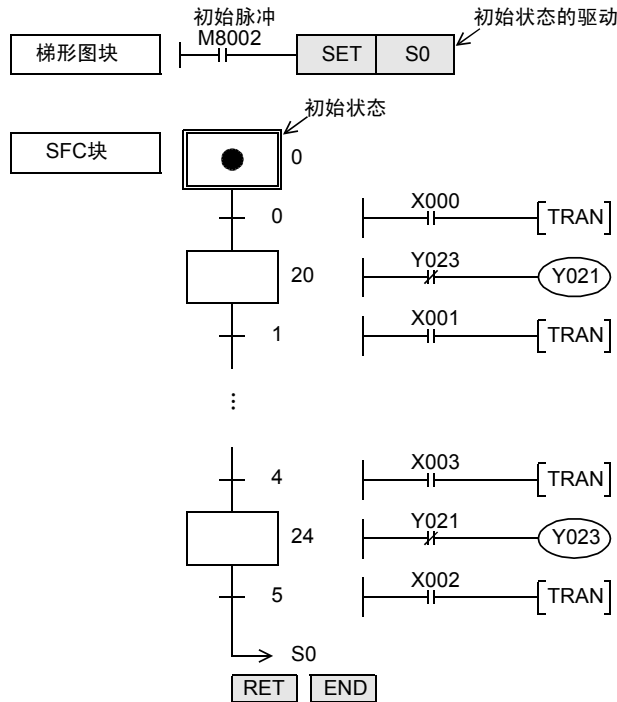 初始脉冲
初始状态的驱动
梯形图块
M8002
SET S0
初始状态
SFC块
0
0
X000
TRAN
20
Y023
Y021
1
X001
TRAN
⋮
4
X003
TRAN
24
Y021
Y023
5
X002
TRAN
S0
RET END